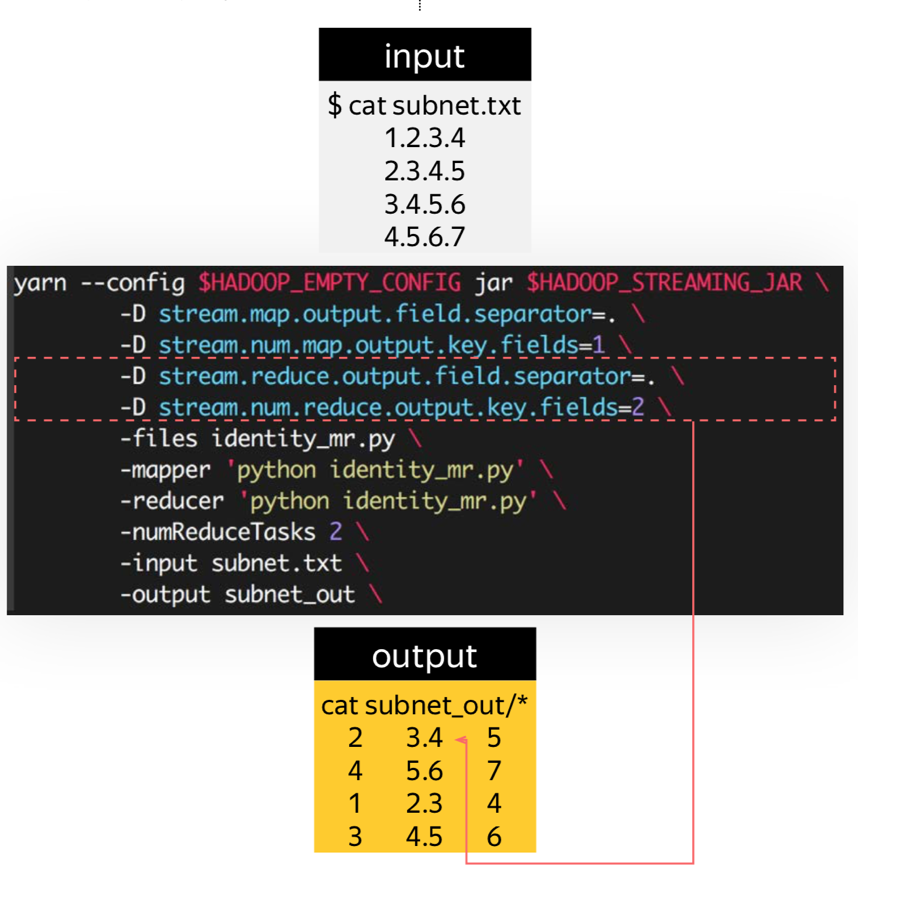 input
$ cat subnet.txt
1.2.3.4
2.3.4.5
3.4.5.6
4.5.6.7
yarn --config $HADOOP_EMPTY_CONFIG jar $HADOOP_STREAMING_JAR \
-D stream.map.output.field.separator=. \
-D stream.num.map.output.key.fields=1 \
-D stream.reduce.output.field.separator=. \
-D stream.num.reduce.output.key.fields=2 \
-files identity_mr.py \
-mapper 'python identity_mr.py' \
-reducer 'python identity_mr.py' \
-numReduceTasks 2 \
-input subnet.txt \
-output subnet_out \
output
cat subnet_out/*
2 3.4 5
4 5.6 7
1 2.3 4
3 4.5 6